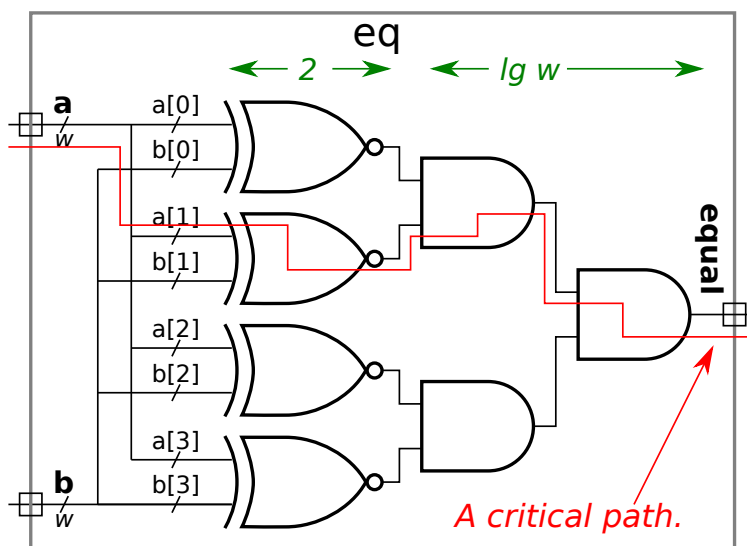 eq
2
lg w
a
w
a[0]
b[0]
a[1]
b[1]
equal
a[2]
b[2]
a[3]
b[3]
b
w
A critical path.